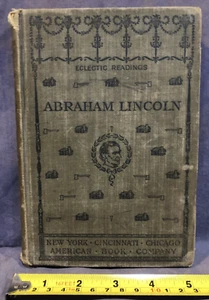 ECLECTIC READINGS
ABRAHAM LINCOLN
NEW YORK · CINCINNATI · CHICAGO
AMERICAN · BOOK · COMPANY
1 2 3 4 5